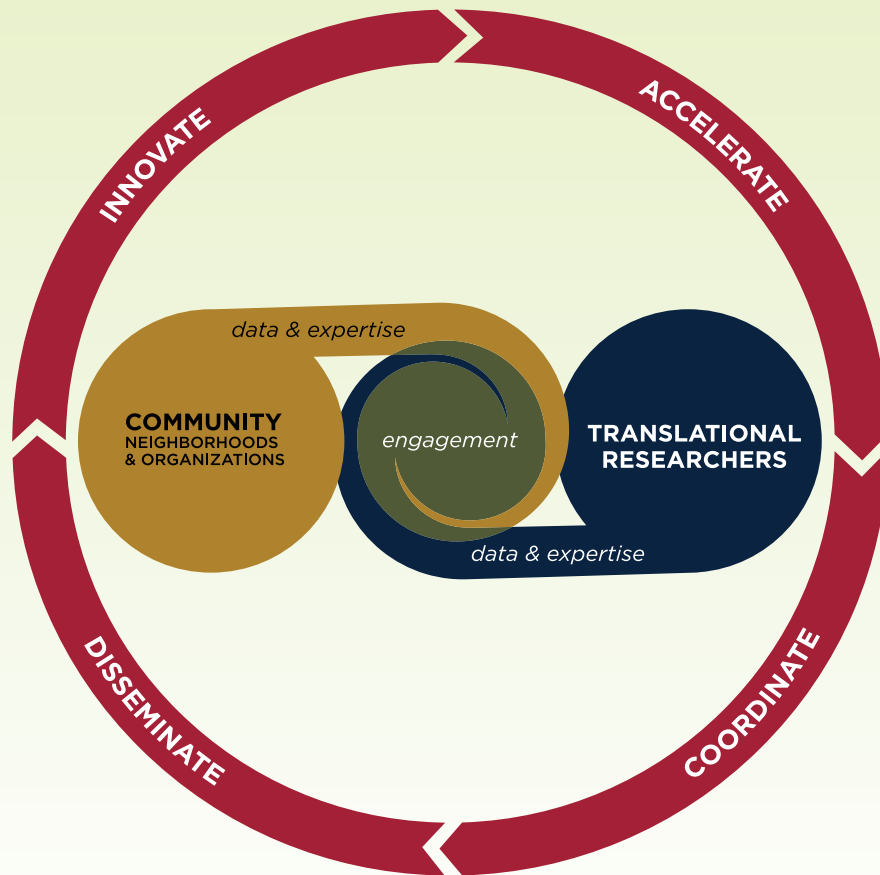 INNOVATE
ACCELERATE
data & expertise
COMMUNITY
NEIGHBORHOODS
& ORGANIZATIONS
engagement
TRANSLATIONAL
RESEARCHERS
data & expertise
DISSEMINATE
COORDINATE